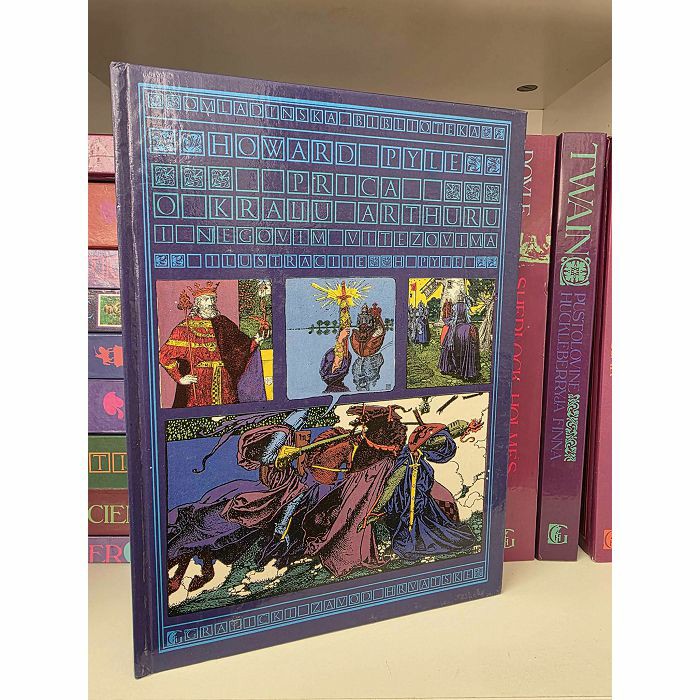 OMLADINSKA BIBLIOTEKA
HOWARD PYLE
PRIČA
O KRALJU ARTHURU
I NJEGOVIM VITEZOVIMA
ILUSTRACIJE H PYLE
GRAFIČKI ZAVOD HRVATSKE
DOYLE
SHERLOCK HOLMES
TWAIN
PUSTOLOVINE
HUCKLEBERRYJA FINNA